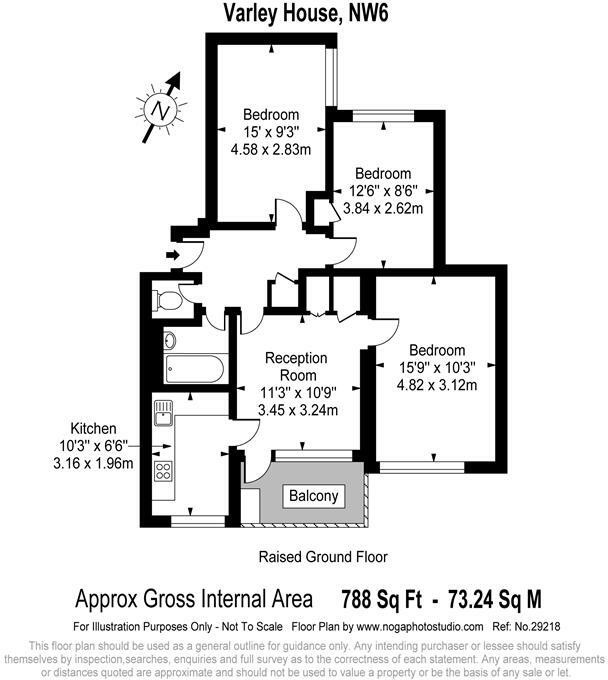 Varley House, NW6
N
Bedroom
15' x 9'3"
4.58 x 2.83m
Bedroom
12'6" x 8'6"
3.84 x 2.62m
Reception
Room
11'3" x 10'9"
3.45 x 3.24m
Bedroom
15'9" x 10'3"
4.82 x 3.12m
Kitchen
10'3" x 6'6"
3.16 x 1.96m
Balcony
Raised Ground Floor
Approx Gross Internal Area 788 Sq Ft - 73.24 Sq M
For Illustration Purposes Only - Not To Scale Floor Plan by www.nogaphotostudio.com Ref: No.29218
This floor plan should be used as a general outline for guidance only. Any intending purchaser or lessee should satisfy
themselves by inspection,searches, enquiries and full survey as to the correctness of each statement. Any areas, measurements
or distances quoted are approximate and should not be used to value a property or be the basis of any sale or let.